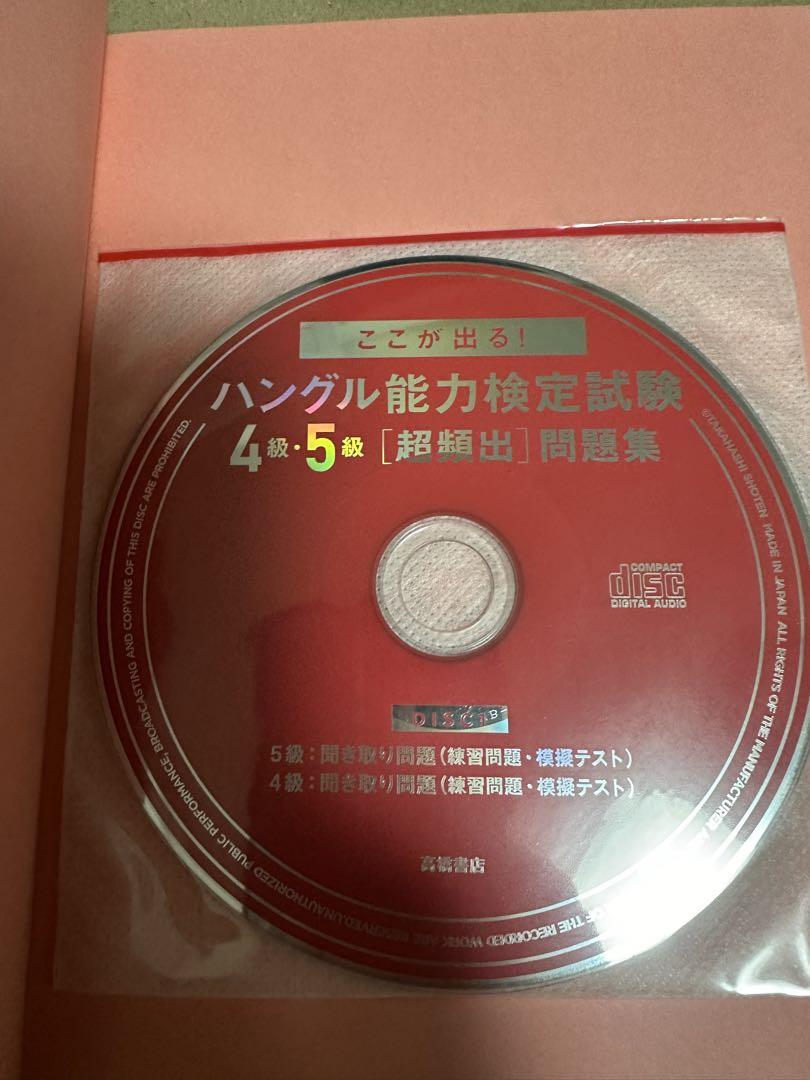 ここが出る!
ハングル能力検定試験
4級・5級 [超頻出] 問題集
COMPACT
disc
DIGITAL AUDIO
DISC1 B
5級:聞き取り問題(練習問題・模擬テスト)
4級:聞き取り問題(練習問題・模擬テスト)
高橋書店
©TAKAHASHI SHOTEN MADE IN JAPAN ALL RIGHTS OF THE MANUFACTURER
OF THE RECORDED WORK ARE RESERVED.UNAUTHORIZED PUBLIC PERFORMANCE, BROADCASTING AND COPYING OF THIS DISC ARE PROHIBITED.